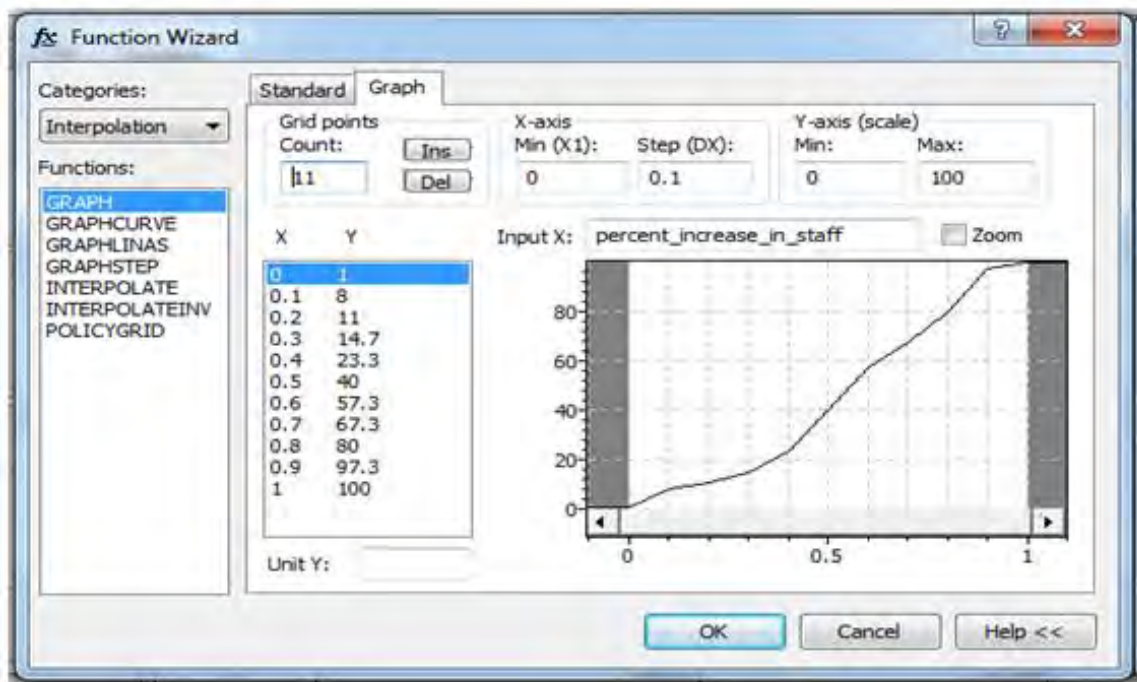 fx Function Wizard
Categories:
Interpolation
Functions:
GRAPH
GRAPHCURVE
GRAPHLINAS
GRAPHSTEP
INTERPOLATE
INTERPOLATEINV
POLICYGRID
Standard Graph
Grid points
Count:
11
Ins
Del
X-axis
Min (X1): Step (DX):
0 0.1
Y-axis (scale)
Min: Max:
0 100
X Y
0 1
0.1 8
0.2 11
0.3 14.7
0.4 23.3
0.5 40
0.6 57.3
0.7 67.3
0.8 80
0.9 97.3
1 100
Unit Y:
Input X: percent_increase_in_staff Zoom
80
60
40
20
0
0 0.5 1
OK Cancel Help <<